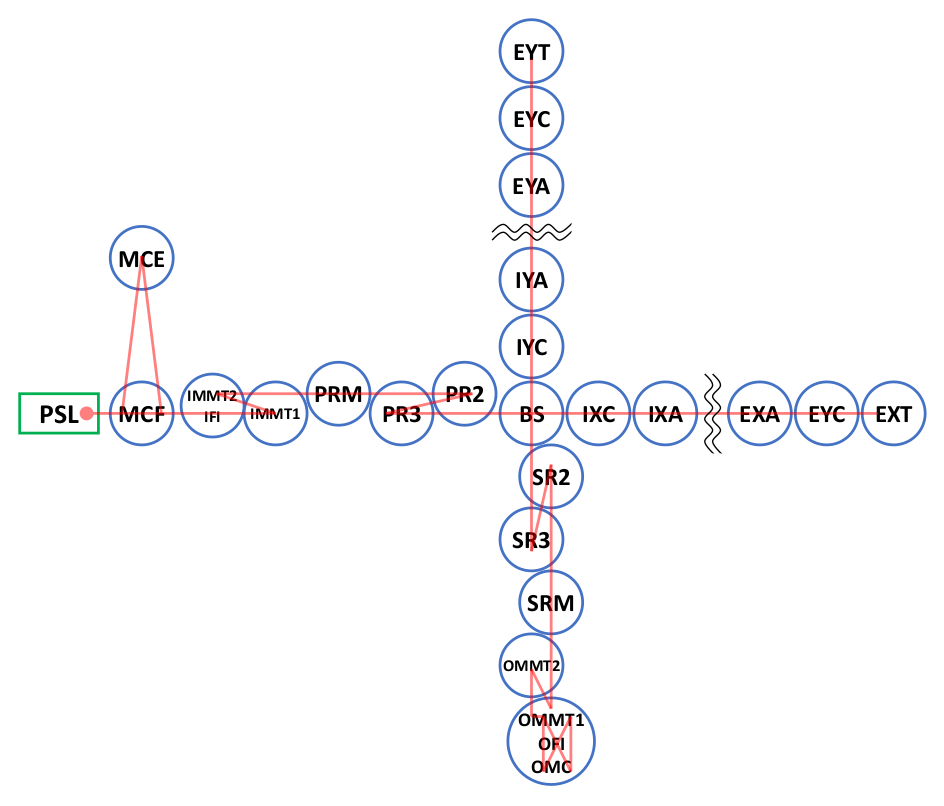 EYT
EYC
EYA
MCE
IYA
IYC
PSL
MCF
IMMT2
IFI
IMMT1
PRM
PR3
PR2
BS
IXC
IXA
EXA
EYC
EXT
SR2
SR3
SRM
OMMT2
OMMT1
OFI
OMC